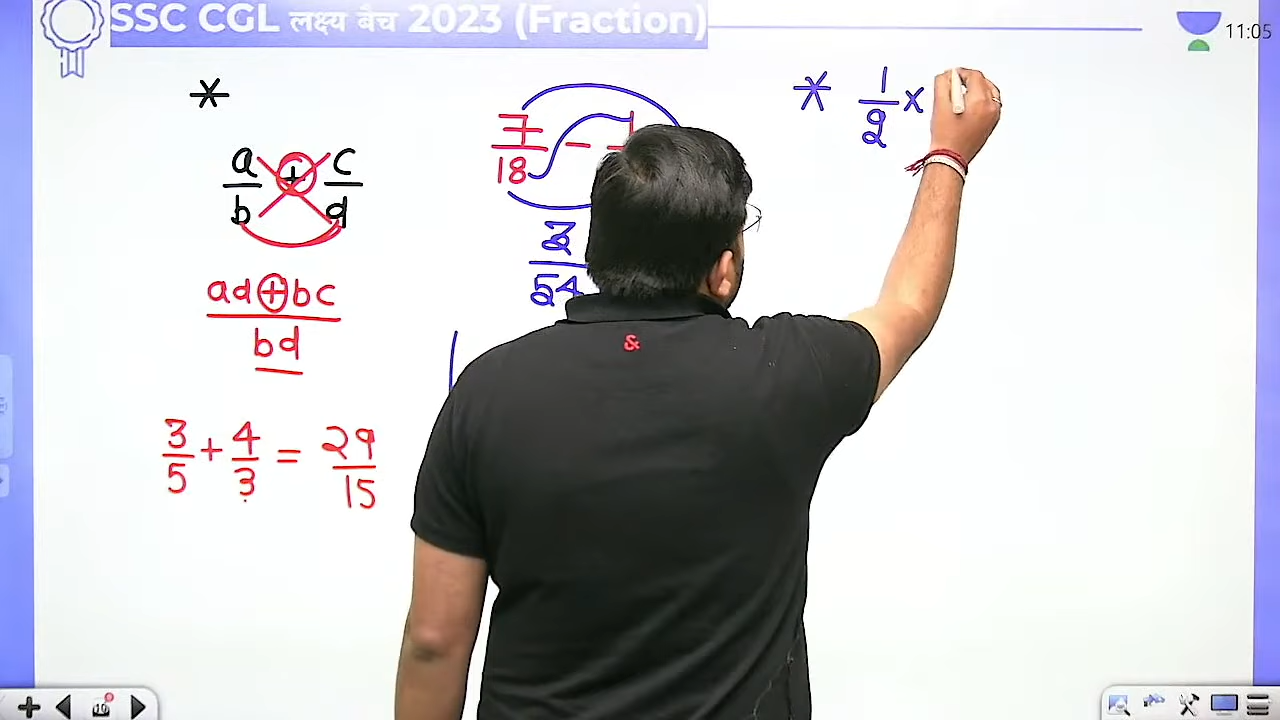 SSC CGL लक्ष्य बैच 2023 (Fraction)
11:05
*
a/b + c/d
ad + bc
bd
3/5 + 4/3 = 29/15
7/18 -
54
* 1/2 ×
&